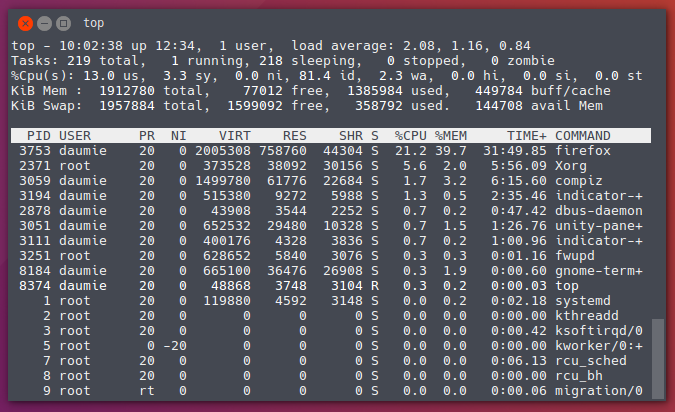 top
top - 10:02:38 up 12:34,  1 user,  load average: 2.08, 1.16, 0.84
Tasks: 219 total,   1 running, 218 sleeping,   0 stopped,   0 zombie
%Cpu(s): 13.0 us,  3.3 sy,  0.0 ni, 81.4 id,  2.3 wa,  0.0 hi,  0.0 si,  0.0 st
KiB Mem :  1912780 total,    77012 free,  1385984 used,   449784 buff/cache
KiB Swap:  1957884 total,  1599092 free,   358792 used.   144708 avail Mem
PID USER      PR  NI    VIRT    RES    SHR S  %CPU %MEM     TIME+ COMMAND
3753 daumie    20   0 2005308 758760  44304 S  21.2 39.7  31:49.85 firefox
2371 root      20   0  373528  38092  30156 S   5.6  2.0   5:56.09 Xorg
3059 daumie    20   0 1499780  61776  22684 S   1.7  3.2   6:15.60 compiz
3194 daumie    20   0  515380   9272   5988 S   1.3  0.5   2:35.46 indicator-+
2878 daumie    20   0   43908   3544   2252 S   0.7  0.2   0:47.42 dbus-daemon
3051 daumie    20   0  652532  29480  10328 S   0.7  1.5   1:26.76 unity-pane+
3111 daumie    20   0  400176   4328   3836 S   0.7  0.2   1:00.96 indicator-+
3251 root      20   0  628652   5840   3076 S   0.3  0.3   0:01.16 fwupd
8184 daumie    20   0  665100  36476  26908 S   0.3  1.9   0:00.60 gnome-term+
8374 daumie    20   0   48868   3748   3104 R   0.3  0.2   0:00.03 top
1 root      20   0  119880   4592   3148 S   0.0  0.2   0:02.18 systemd
2 root      20   0       0      0      0 S   0.0  0.0   0:00.00 kthreadd
3 root      20   0       0      0      0 S   0.0  0.0   0:00.42 ksoftirqd/0
5 root       0 -20       0      0      0 S   0.0  0.0   0:00.00 kworker/0:+
7 root      20   0       0      0      0 S   0.0  0.0   0:06.13 rcu_sched
8 root      20   0       0      0      0 S   0.0  0.0   0:00.00 rcu_bh
9 root      rt   0       0      0      0 S   0.0  0.0   0:00.06 migration/0